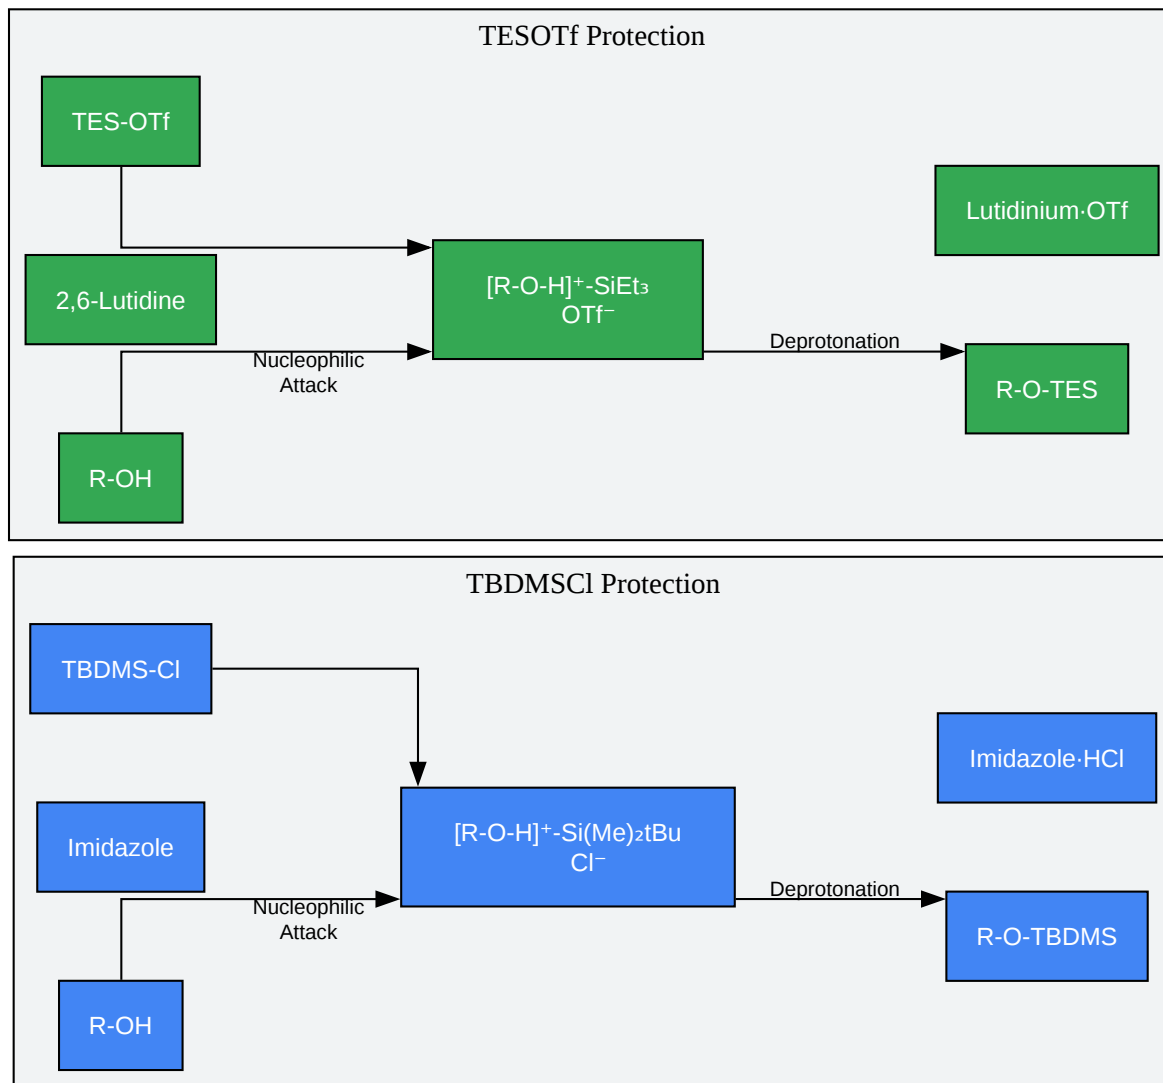 TESOTf Protection
TES-OTf
Lutidinium·OTf
2,6-Lutidine
[R-O-H]⁺-SiEt₃
OTf⁻
Nucleophilic
Attack
Deprotonation
R-O-TES
R-OH
TBDMSCl Protection
TBDMS-Cl
Imidazole·HCl
Imidazole
[R-O-H]⁺-Si(Me)₂tBu
Cl⁻
Nucleophilic
Attack
Deprotonation
R-O-TBDMS
R-OH